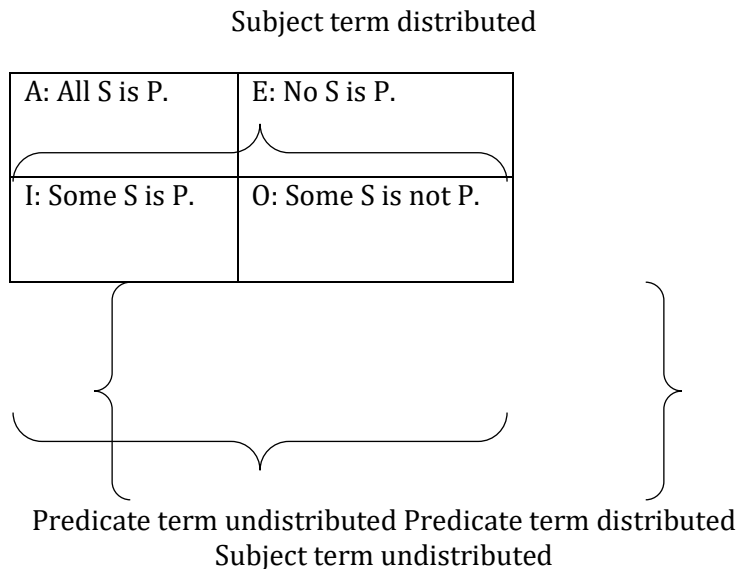 Subject term distributed
A: All S is P. E: No S is P.
I: Some S is P. O: Some S is not P.
Predicate term undistributed Predicate term distributed
Subject term undistributed